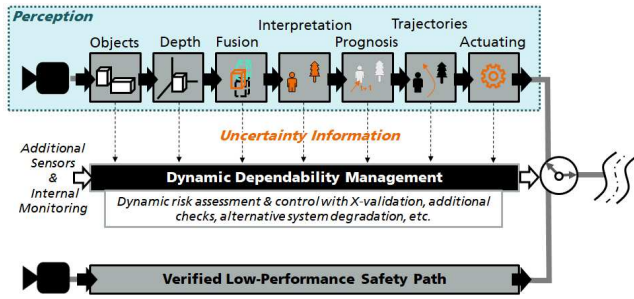 Perception
Objects
Depth
Fusion
Interpretation
Prognosis
Trajectories
Actuating
Uncertainty Information
Additional
Sensors
&
Internal
Monitoring
Dynamic Dependability Management
Dynamic risk assessment & control with X-validation, additional
checks, alternative system degradation, etc.
Verified Low-Performance Safety Path